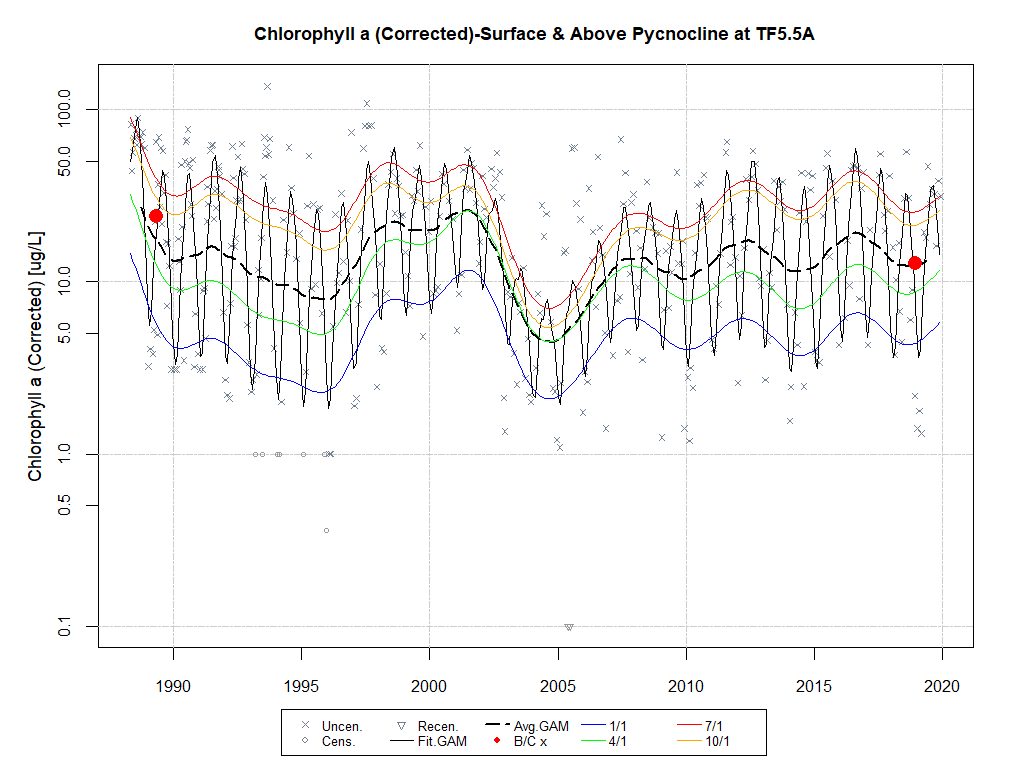 Chlorophyll a (Corrected)-Surface & Above Pycnocline at TF5.5A
Chlorophyll a (Corrected) [ug/L]
100.0
50.0
10.0
5.0
1.0
0.5
0.1
1990 1995 2000 2005 2010 2015 2020
Uncen. Recen. Avg.GAM 1/1 7/1
Cens. Fit.GAM B/C x 4/1 10/1